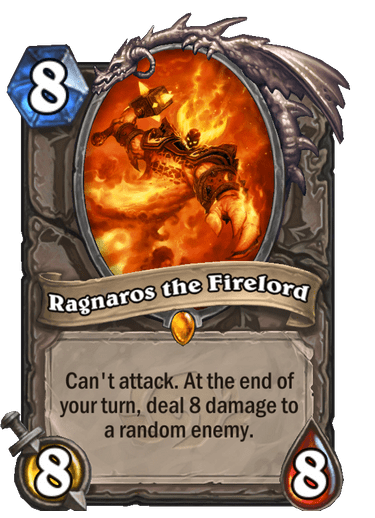 8
Ragnaros the Firelord
Can't attack. At the end of
your turn, deal 8 damage to
a random enemy.
8
8